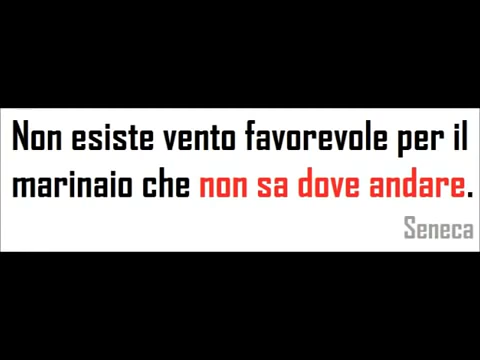 Non esiste vento favorevole per il
marinaio che non sa dove andare.
Seneca